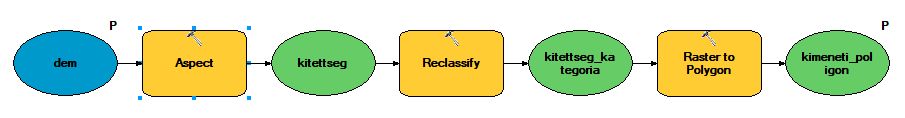 P
P
dem
Aspect
kitettseg
Reclassify
kitettseg_ka
tegoria
Raster to
Polygon
kimeneti_pol
igon